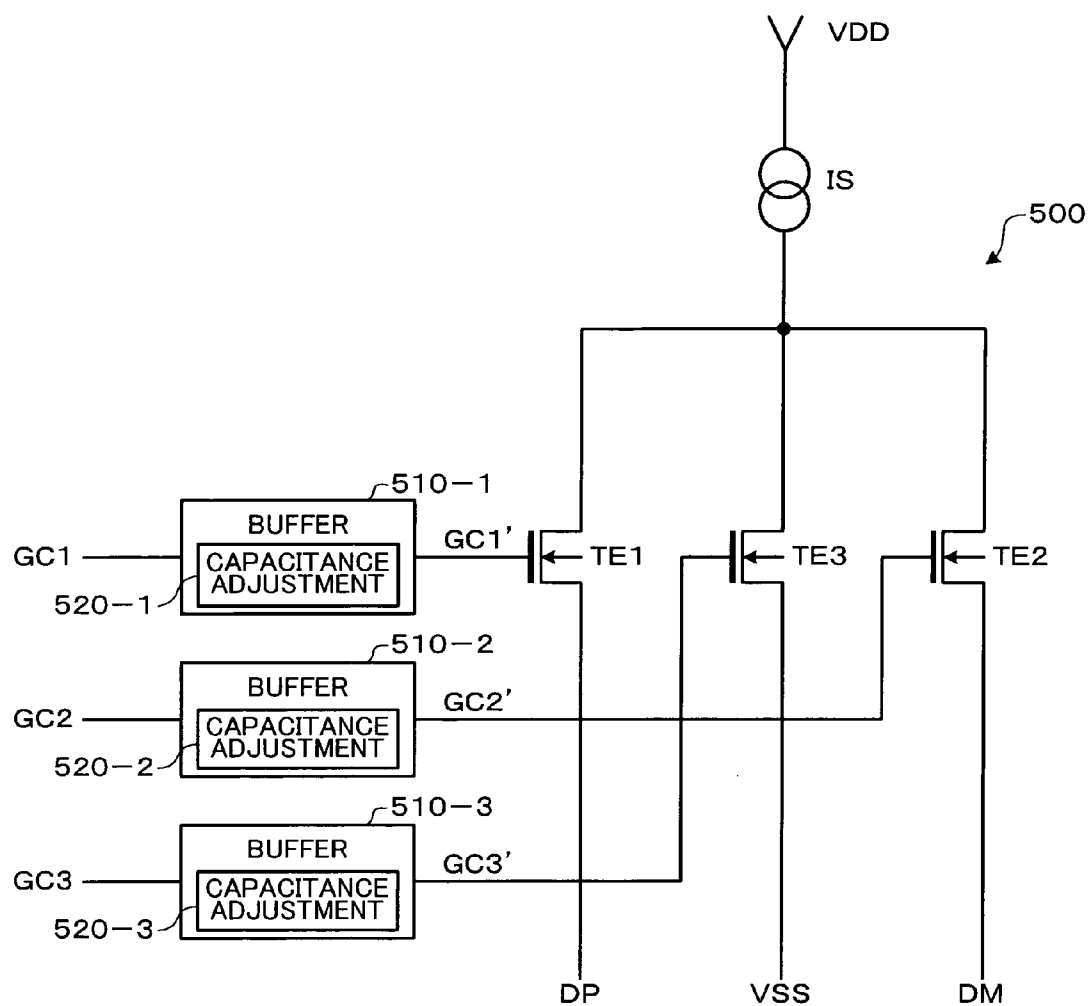 VDD
IS
500
510-1
BUFFER
GC1
CAPACITANCE
ADJUSTMENT
GC1'
TE1
TE3
TE2
520-1
510-2
BUFFER
GC2
CAPACITANCE
ADJUSTMENT
GC2'
520-2
510-3
BUFFER
GC3
CAPACITANCE
ADJUSTMENT
GC3'
520-3
DP
VSS
DM